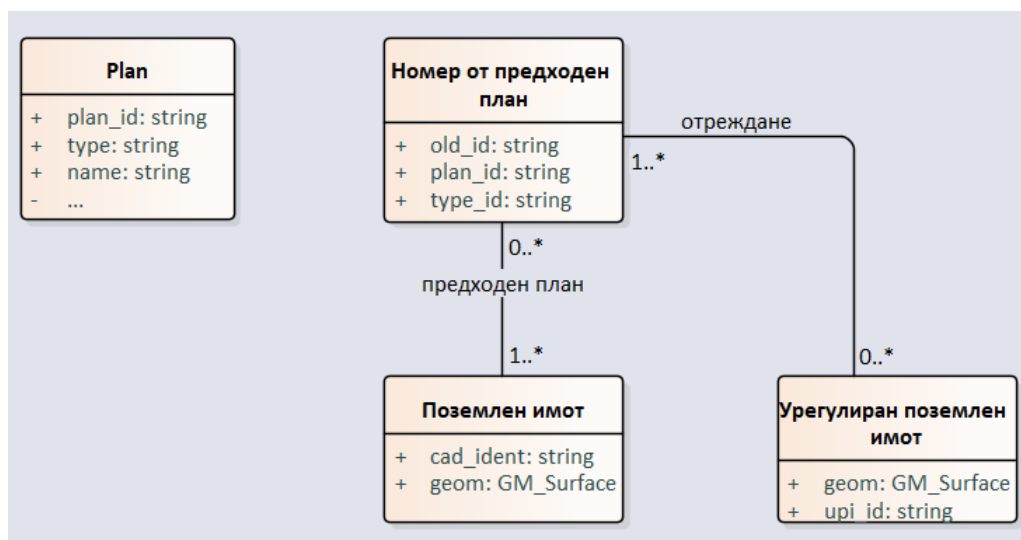 Plan
+ plan_id: string
+ type: string
+ name: string
- ...
Номер от предходен
план
+ old_id: string
+ plan_id: string
+ type_id: string
отреждане
1..*
0..*
предходен план
1..*
0..*
Поземлен имот
+ cad_ident: string
+ geom: GM_Surface
Урегулиран поземлен
имот
+ geom: GM_Surface
+ upi_id: string